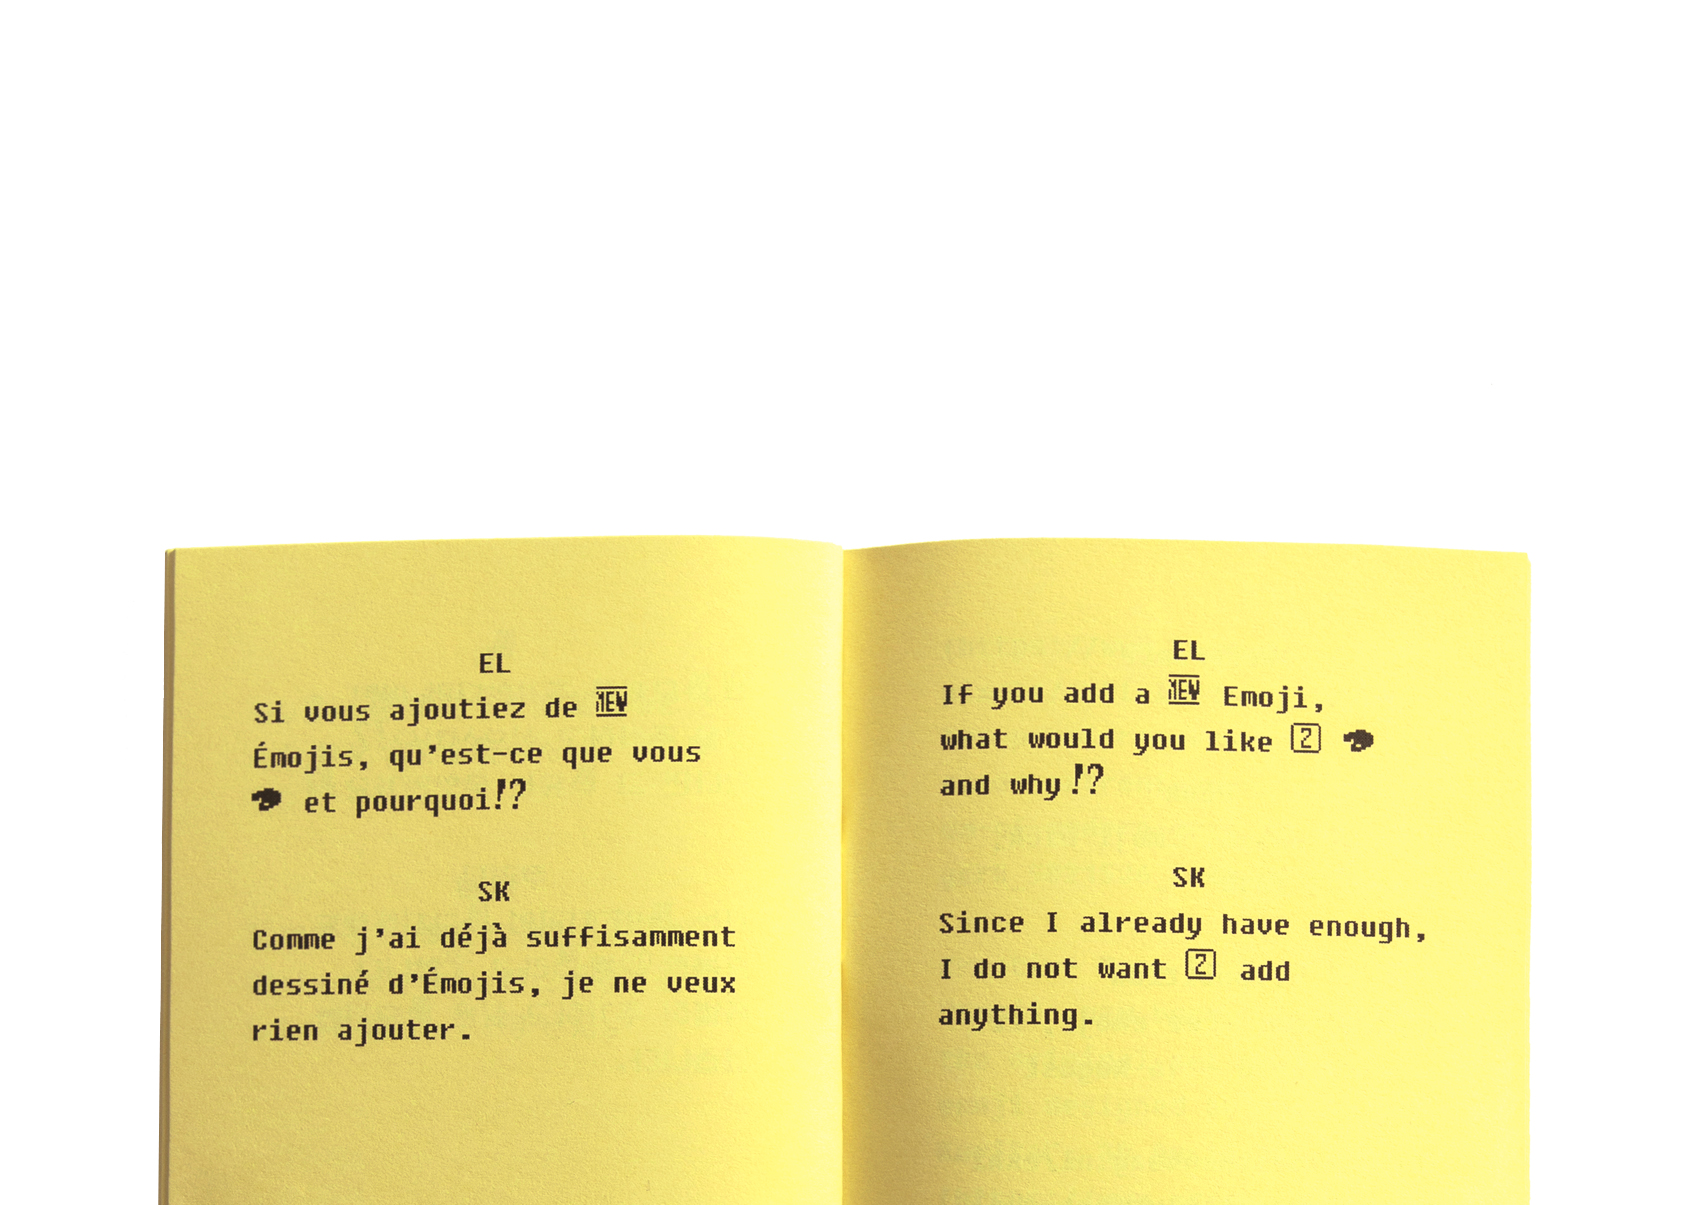 EL
Si vous ajoutiez de NEW
Émojis, qu’est-ce que vous
et pourquoi!?
SK
Comme j’ai déjà suffisamment
dessiné d’Émojis, je ne veux
rien ajouter.
EL
If you add a NEW Emoji,
what would you like 2
and why!?
SK
Since I already have enough,
I do not want 2 add
anything.